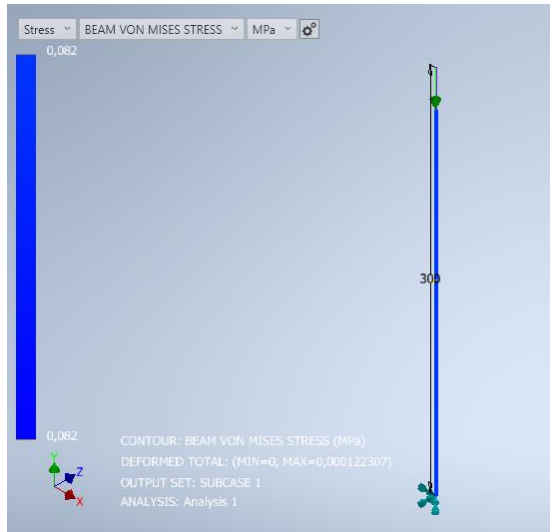 Stress BEAM VON MISES STRESS MPa
0,082
300
0,082
CONTOUR: BEAM VON MISES STRESS (MPa)
DEFORMED TOTAL: (MIN=0, MAX=0,000122307)
OUTPUT SET: SUBCASE 1
ANALYSIS: Analysis 1
Y
Z
X